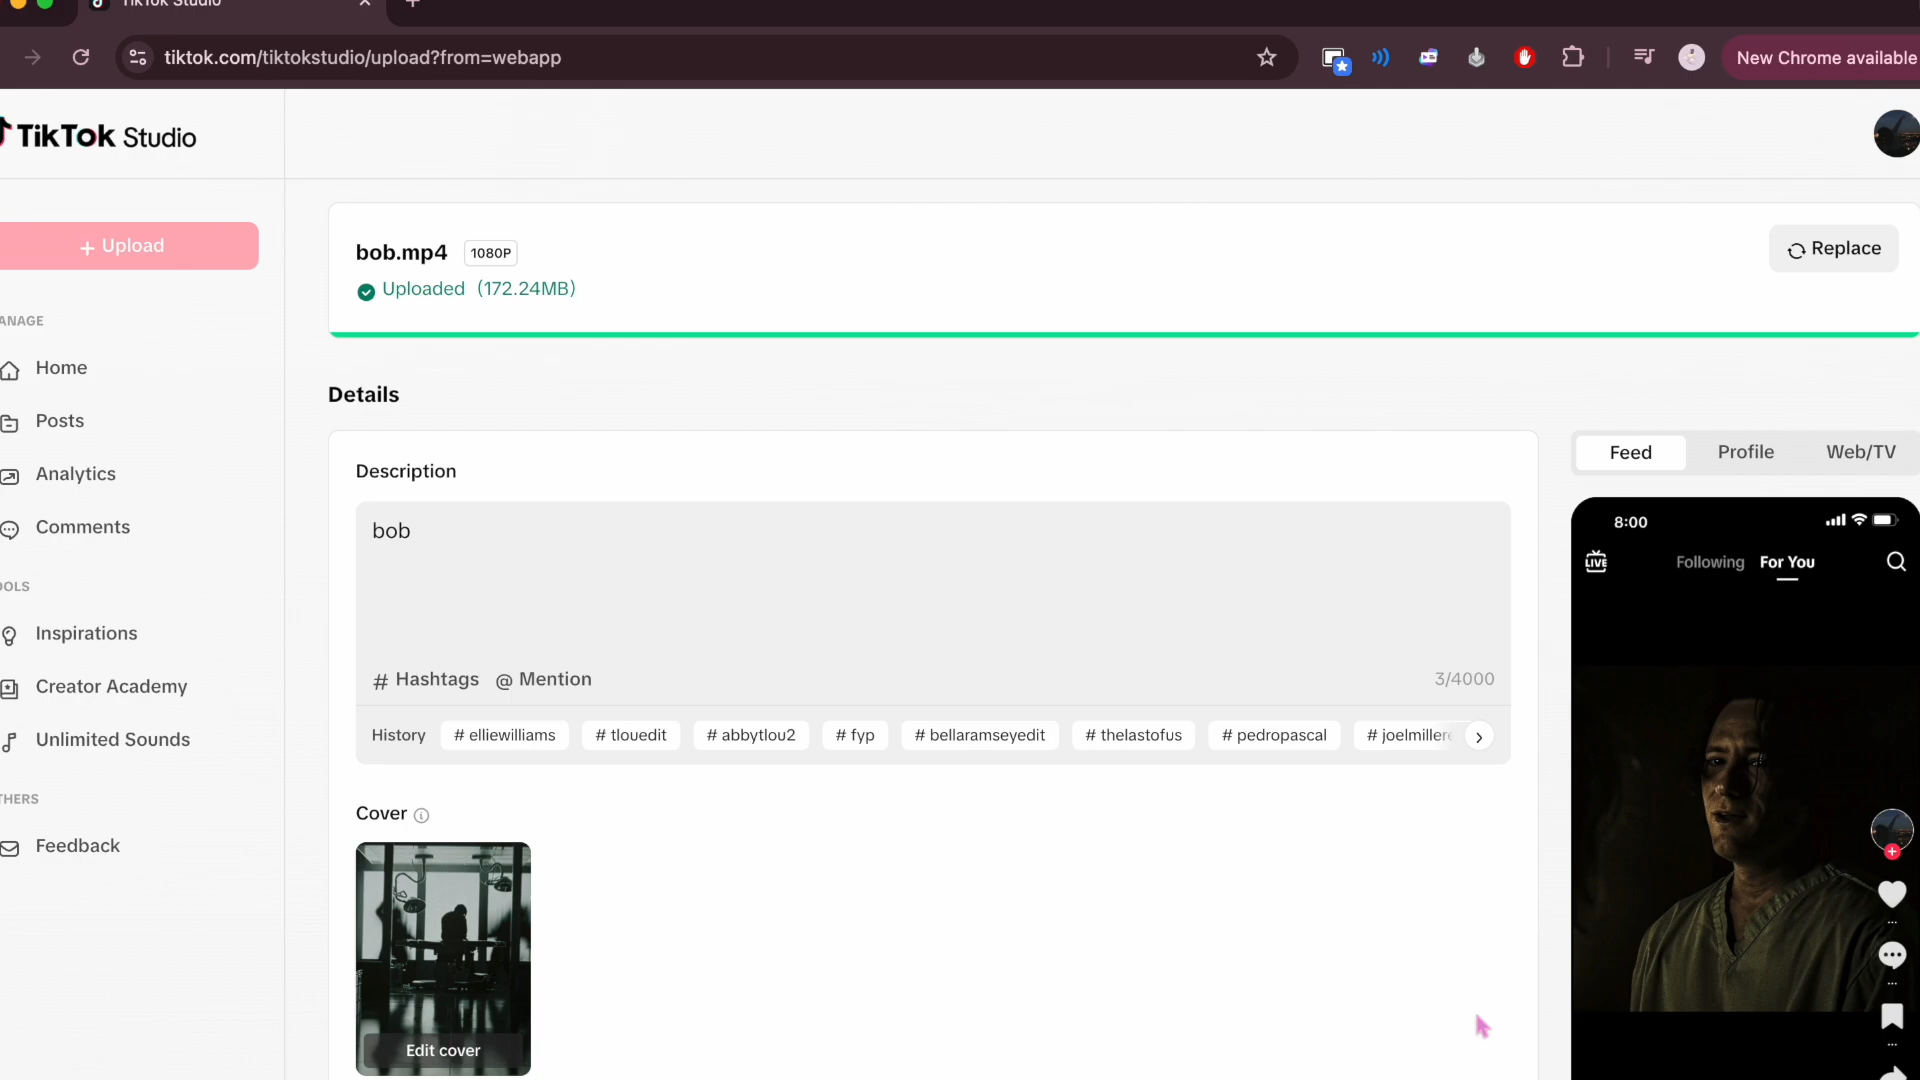 TikTok Studio
tiktok.com/tiktokstudio/upload?from=webapp
New Chrome available
TikTok Studio
+ Upload
bob.mp4 1080P
Uploaded (172.24MB)
Replace
ANAGE
Home
Posts
Analytics
Comments
OOLS
Inspirations
Creator Academy
Unlimited Sounds
THERS
Feedback
Details
Description
bob
# Hashtags @ Mention
3/4000
History # elliewilliams # tlouedit # abbytlou2 # fyp # bellaramseyedit # thelastofus # pedropascal # joelmillere
Cover
Edit cover
Feed Profile Web/TV
8:00
LIVE Following For You